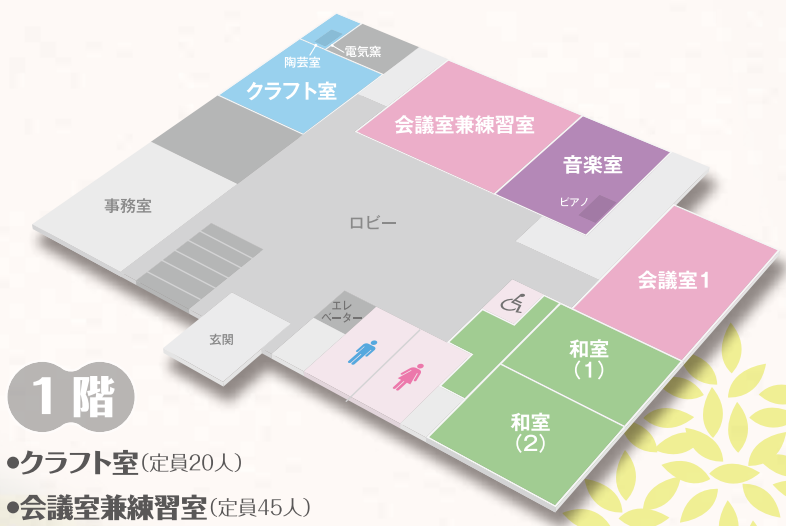 陶芸室
電気窯
クラフト室
会議室兼練習室
音楽室
ピアノ
事務室
ロビー
会議室1
エレ
ベーター
玄関
和室
(1)
和室
(2)
1階
●クラフト室(定員20人)
●会議室兼練習室(定員45人)